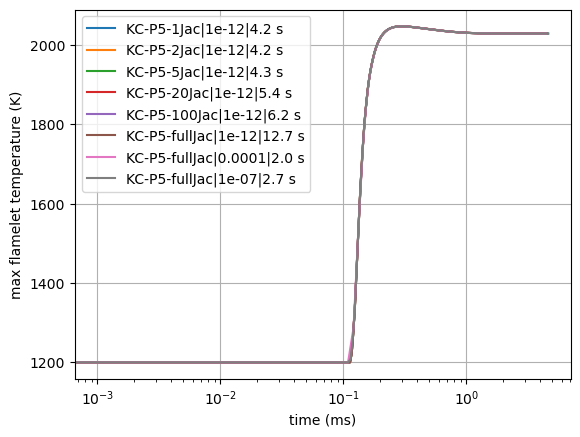 KC-P5-1Jac|1e-12|4.2 s
KC-P5-2Jac|1e-12|4.2 s
KC-P5-5Jac|1e-12|4.3 s
KC-P5-20Jac|1e-12|5.4 s
KC-P5-100Jac|1e-12|6.2 s
KC-P5-fullJac|1e-12|12.7 s
KC-P5-fullJac|0.0001|2.0 s
KC-P5-fullJac|1e-07|2.7 s
max flamelet temperature (K)
2000
1800
1600
1400
1200
10⁻³ 10⁻² 10⁻¹ 10⁰
time (ms)